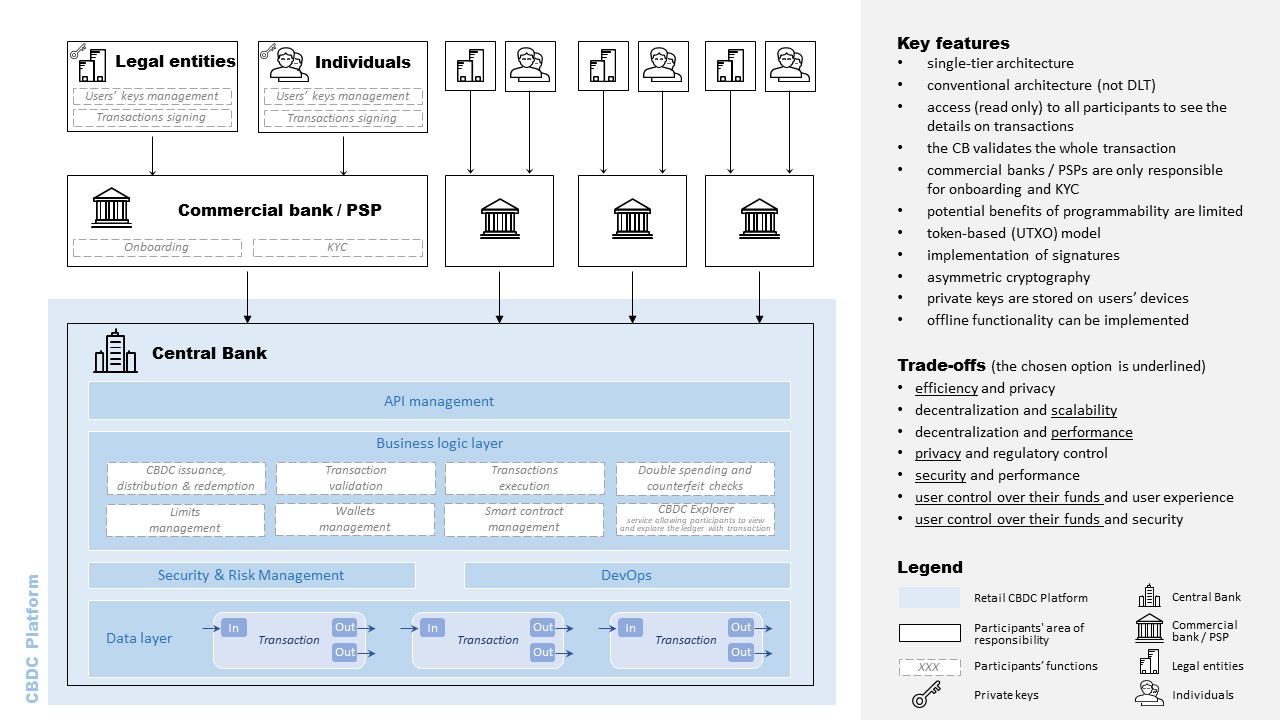 Legal entities
Users' keys management
Transactions signing
Individuals
Users' keys management
Transactions signing
Commercial bank / PSP
Onboarding
KYC
Central Bank
API management
Business logic layer
CBDC issuance,
distribution & redemption
Transaction
validation
Transactions
execution
Double spending and
counterfeit checks
Limits
management
Wallets
management
Smart contract
management
CBDC Explorer
service allowing participants to view
and explore the ledger with transaction
Security & Risk Management
DevOps
Data layer
In
Transaction
Out
Out
In
Transaction
Out
Out
In
Transaction
Out
Out
CBDC Platform
Key features
• single-tier architecture
• conventional architecture (not DLT)
• access (read only) to all participants to see the
details on transactions
• the CB validates the whole transaction
• commercial banks / PSPs are only responsible
for onboarding and KYC
• potential benefits of programmability are limited
• token-based (UTXO) model
• implementation of signatures
• asymmetric cryptography
• private keys are stored on users' devices
• offline functionality can be implemented
Trade-offs (the chosen option is underlined)
• efficiency and privacy
• decentralization and scalability
• decentralization and performance
• privacy and regulatory control
• security and performance
• user control over their funds and user experience
• user control over their funds and security
Legend
Retail CBDC Platform
Participants' area of
responsibility
XXX
Participants' functions
Private keys
Central Bank
Commercial
bank / PSP
Legal entities
Individuals